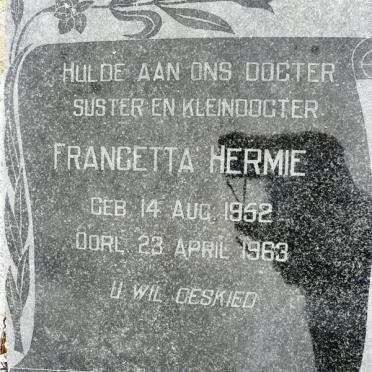 HULDE AAN ONS DOGTER
SUSTER EN KLEINDOGTER
FRANCETTA HERMIE
GEB. 14 AUG. 1952
OORL. 23 APRIL 1963
U WIL GESKIED